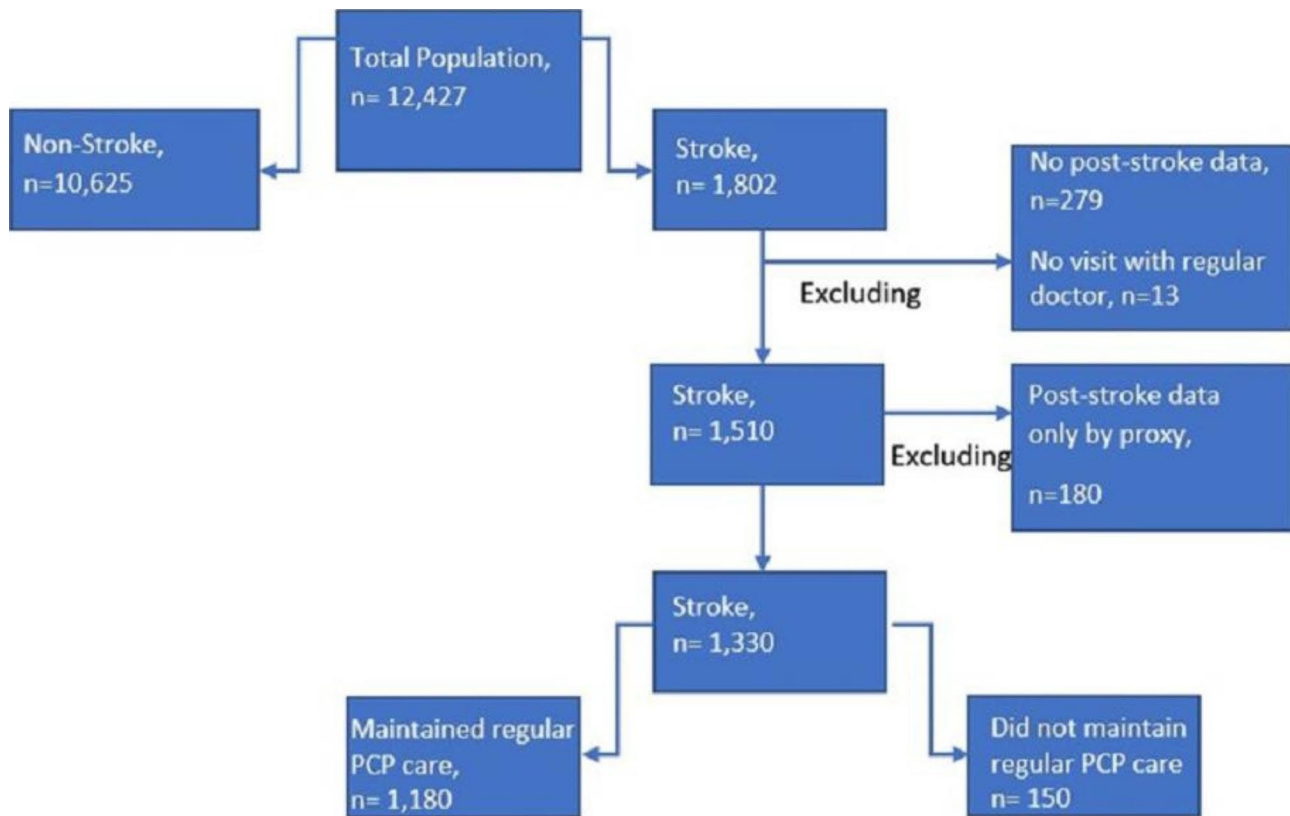 Total Population,
n= 12,427
Non-Stroke,
n=10,625
Stroke,
n= 1,802
No post-stroke data,
n=279
No visit with regular
doctor, n=13
Excluding
Stroke,
n= 1,510
Post-stroke data
only by proxy,
n=180
Excluding
Stroke,
n= 1,330
Maintained regular
PCP care,
n= 1,180
Did not maintain
regular PCP care
n= 150